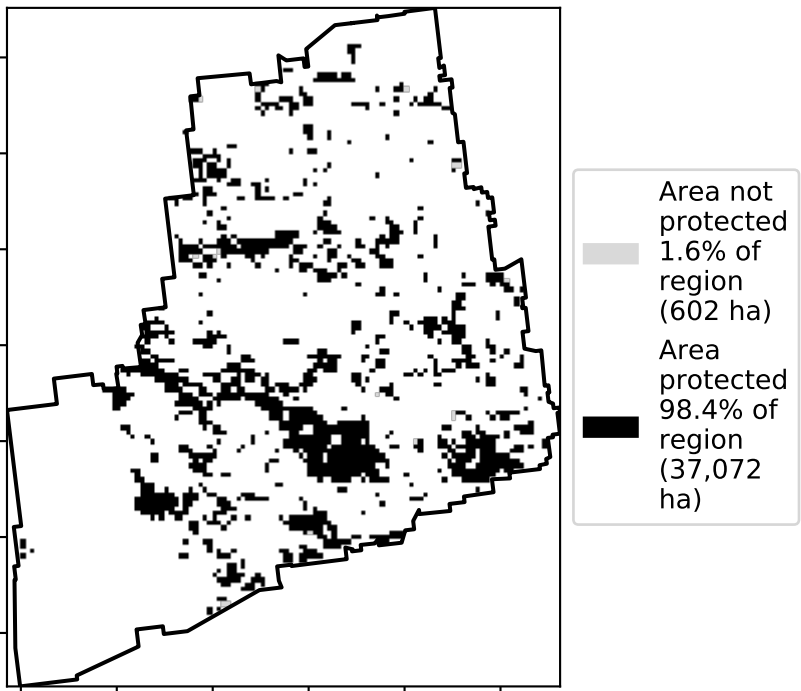 Area not
protected
1.6% of
region
(602 ha)
Area
protected
98.4% of
region
(37,072
ha)